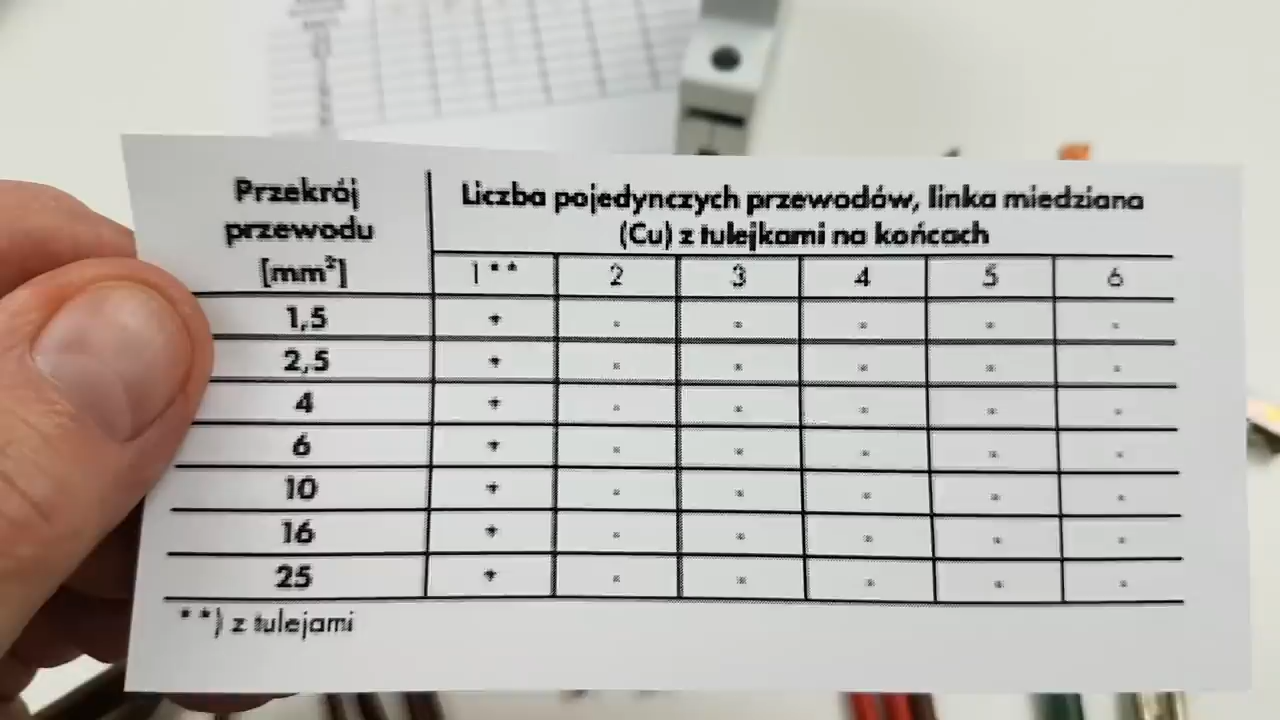 Przekrój
przewodu
[mm²]
Liczba pojedynczych przewodów, linka miedziana
(Cu) z tulejkami na końcach
1** 2 3 4 5 6
1,5 + - - - - -
2,5 + - - - - -
4 + - - - - -
6 + - - - - -
10 + - - - - -
16 + - - - - -
25 + - - - - -
**) z tulejami